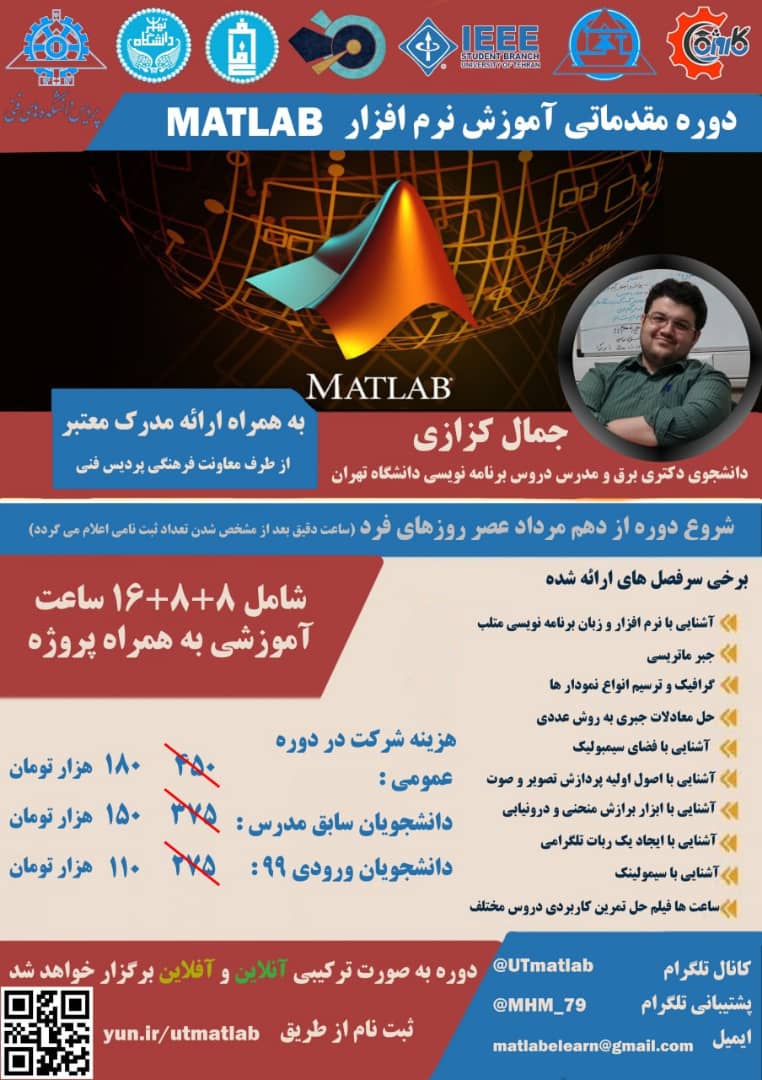 دانشگاه تهران
IEEE
STUDENT BRANCH
UNIVERSITY OF TEHRAN
پردیس دانشکده‌های فنی
دوره مقدماتی آموزش نرم افزار MATLAB
MATLAB
به همراه ارائه مدرک معتبر
از طرف معاونت فرهنگی پردیس فنی
جمال کزازی
دانشجوی دکتری برق و مدرس دروس برنامه نویسی دانشگاه تهران
شروع دوره از دهم مرداد عصر روزهای فرد (ساعت دقیق بعد از مشخص شدن تعداد ثبت نامی اعلام می گردد)
برخی سرفصل های ارائه شده
آشنایی با نرم افزار و زبان برنامه نویسی متلب
جبر ماتریسی
گرافیک و ترسیم انواع نمودار ها
حل معادلات جبری به روش عددی
آشنایی با فضای سیمبولیک
آشنایی با اصول اولیه پردازش تصویر و صوت
آشنایی با ابزار برازش منحنی و درونیابی
آشنایی با ایجاد یک ربات تلگرامی
آشنایی با سیمولینک
ساعت ها فیلم حل تمرین کاربردی دروس مختلف
شامل ۸+۸+۱۶ ساعت
آموزشی به همراه پروژه
هزینه شرکت در دوره
عمومی : ۴۵۰ ۱۸۰ هزار تومان
دانشجویان سابق مدرس : ۳۷۵ ۱۵۰ هزار تومان
دانشجویان ورودی ۹۹ : ۲۷۵ ۱۱۰ هزار تومان
دوره به صورت ترکیبی آنلاین و آفلاین برگزار خواهد شد
ثبت نام از طریق yun.ir/utmatlab
کانال تلگرام @UTmatlab
پشتیبانی تلگرام @MHM_79
ایمیل matlabelearn@gmail.com